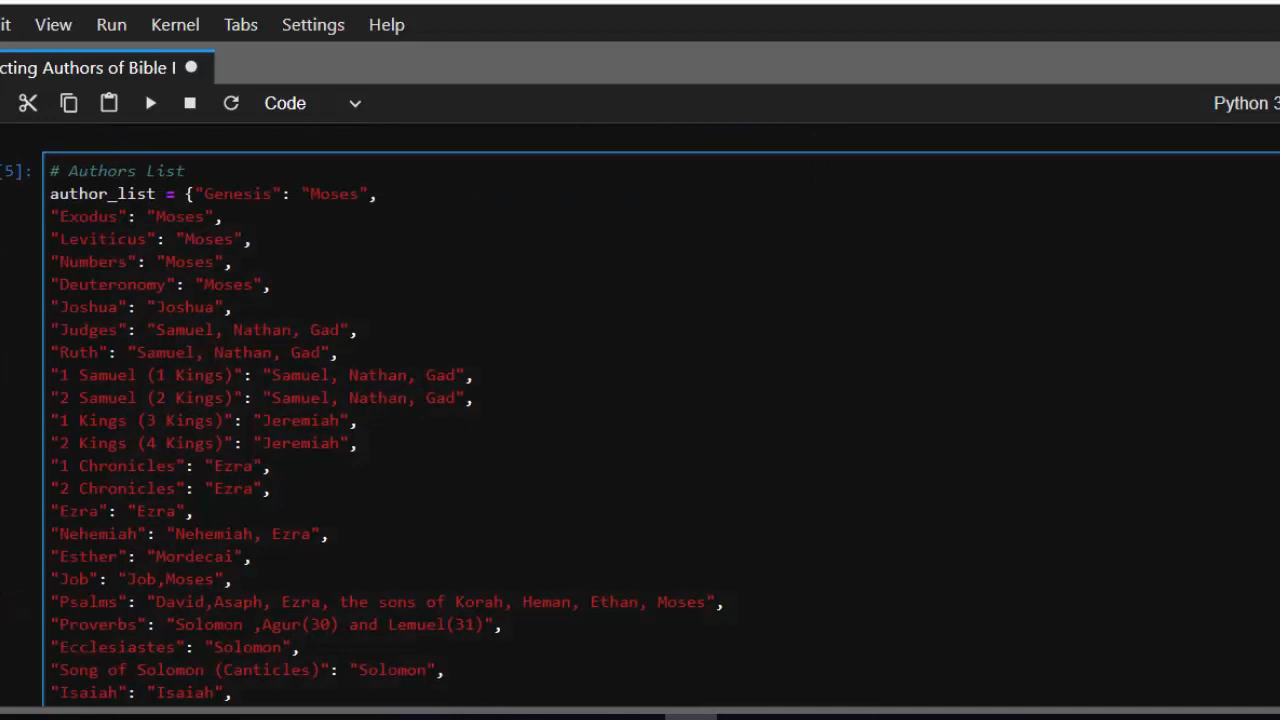 it View Run Kernel Tabs Settings Help
cting Authors of Bible I
Code Python 3
[5]: # Authors List
author_list = {"Genesis": "Moses",
"Exodus": "Moses",
"Leviticus": "Moses",
"Numbers": "Moses",
"Deuteronomy": "Moses",
"Joshua": "Joshua",
"Judges": "Samuel, Nathan, Gad",
"Ruth": "Samuel, Nathan, Gad",
"1 Samuel (1 Kings)": "Samuel, Nathan, Gad",
"2 Samuel (2 Kings)": "Samuel, Nathan, Gad",
"1 Kings (3 Kings)": "Jeremiah",
"2 Kings (4 Kings)": "Jeremiah",
"1 Chronicles": "Ezra",
"2 Chronicles": "Ezra",
"Ezra": "Ezra",
"Nehemiah": "Nehemiah, Ezra",
"Esther": "Mordecai",
"Job": "Job,Moses",
"Psalms": "David,Asaph, Ezra, the sons of Korah, Heman, Ethan, Moses",
"Proverbs": "Solomon ,Agur(30) and Lemuel(31)",
"Ecclesiastes": "Solomon",
"Song of Solomon (Canticles)": "Solomon",
"Isaiah": "Isaiah",